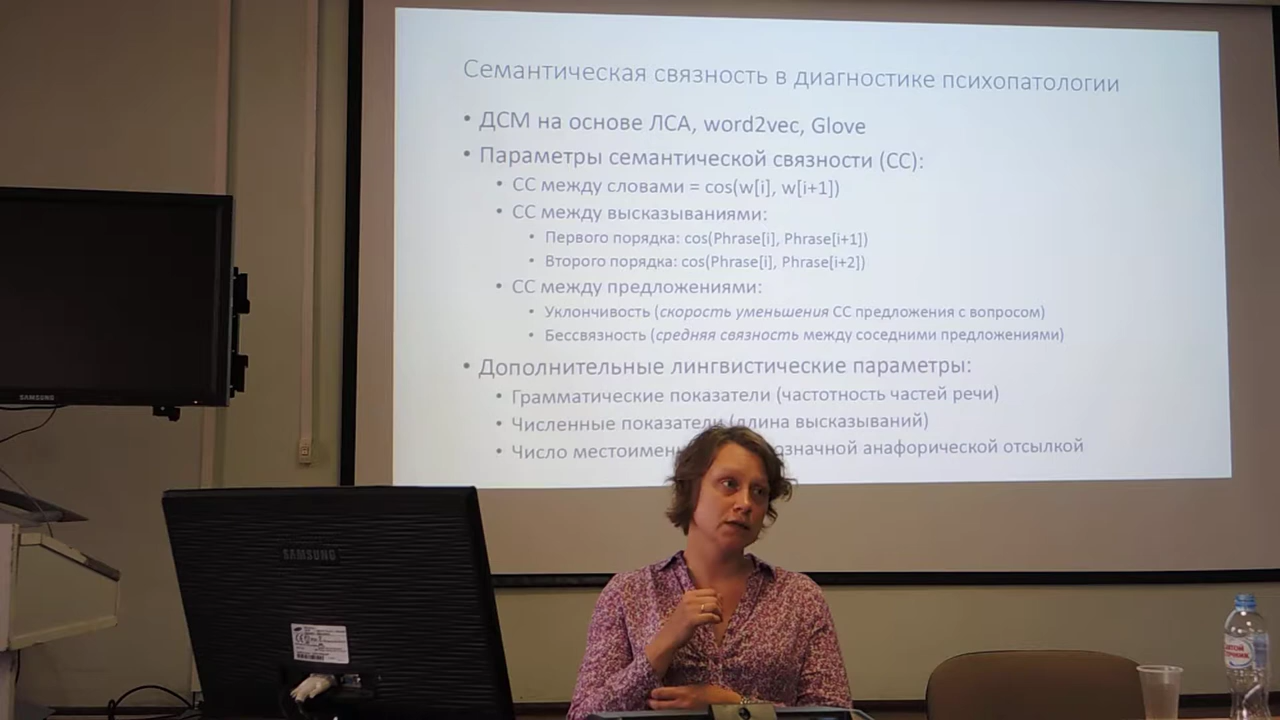 Семантическая связность в диагностике психопатологии
• ДСМ на основе ЛСА, word2vec, Glove
• Параметры семантической связности (СС):
• СС между словами = cos(w[i], w[i+1])
• СС между высказываниями:
• Первого порядка: cos(Phrase[i], Phrase[i+1])
• Второго порядка: cos(Phrase[i], Phrase[i+2])
• СС между предложениями:
• Уклончивость (скорость уменьшения СС предложения с вопросом)
• Бессвязность (средняя связность между соседними предложениями)
• Дополнительные лингвистические параметры:
• Грамматические показатели (частотность частей речи)
• Численные показатели (длина высказываний)
• Число анафорической отсылкой
SAMSUNG
SAMSUNG